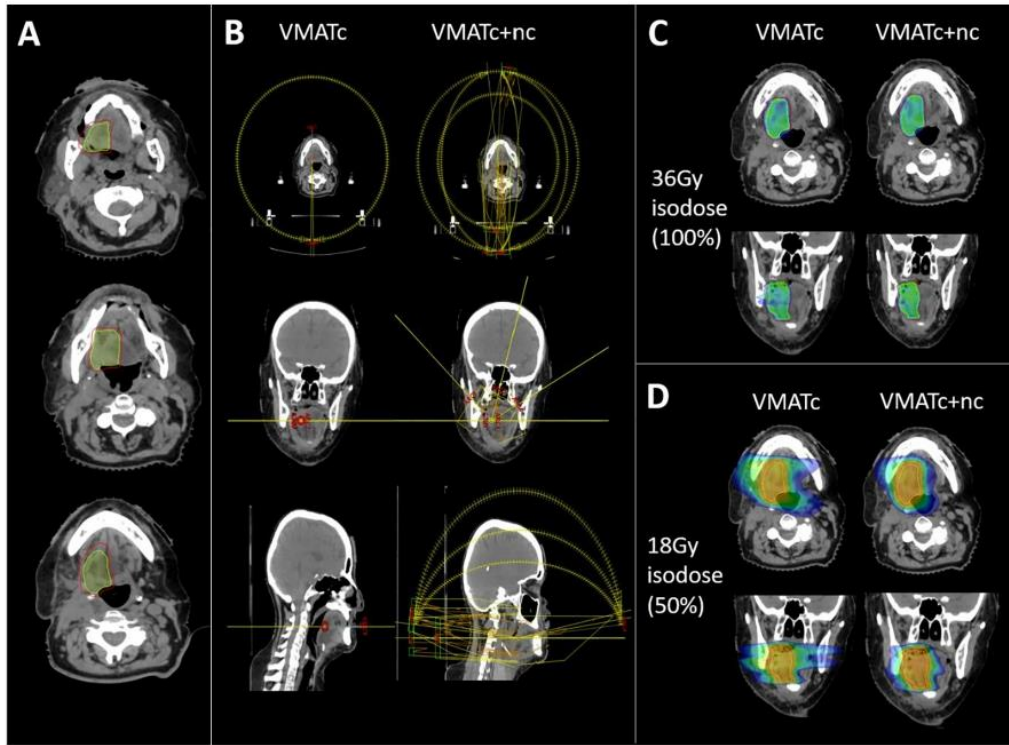 A
B
VMATc VMATc+nc
C
VMATc VMATc+nc
36Gy
isodose
(100%)
D
VMATc VMATc+nc
18Gy
isodose
(50%)